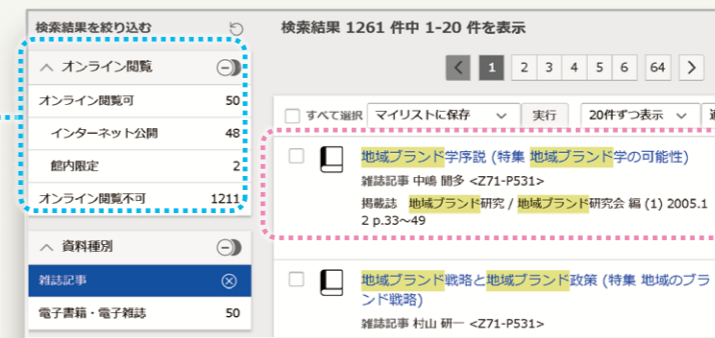 検索結果を絞り込む
検索結果 1261 件中 1-20 件を表示
オンライン閲覧
オンライン閲覧可 50
インターネット公開 48
館内限定 2
オンライン閲覧不可 1211
資料種別
雑誌記事
電子書籍・電子雑誌 50
1 2 3 4 5 6 64
すべて選択 マイリストに保存 実行 20件ずつ表示
地域ブランド学序説 (特集 地域ブランド学の可能性)
雑誌記事 中嶋 聞多 <Z71-P531>
掲載誌 地域ブランド研究 / 地域ブランド研究会 編 (1) 2005.1
2 p.33~49
地域ブランド戦略と地域ブランド政策 (特集 地域のブラ
ンド戦略)
雑誌記事 村山 研一 <Z71-P531>